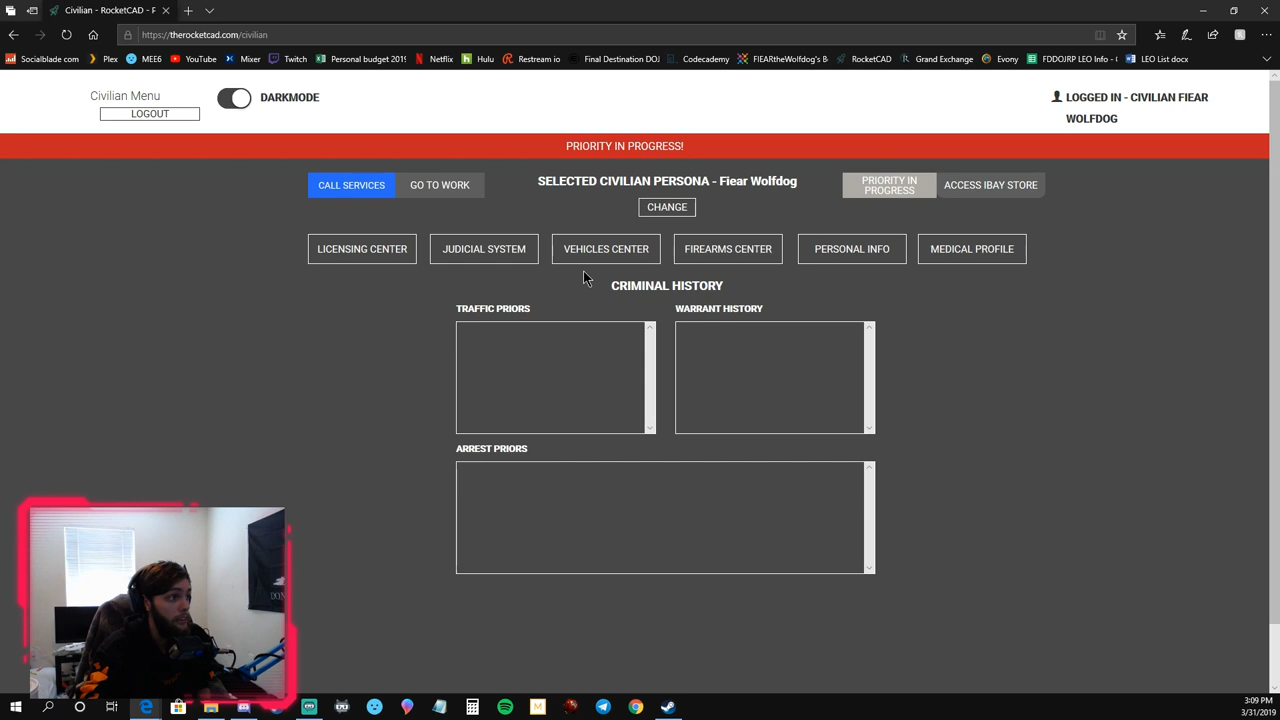 Civilian - RocketCAD - F
https://therocketcad.com/civilian
Socialblade.com Plex MEE6 YouTube Mixer Twitch Personal budget 2019 Netflix Hulu Restream io Final Destination DOJ Codecademy FIEARtheWolfdog's B RocketCAD Grand Exchange Evony FDDOJRP LEO Info - ( LEO List docx
Civilian Menu
LOGOUT
DARKMODE
LOGGED IN - CIVILIAN FIEAR
WOLFDOG
PRIORITY IN PROGRESS!
CALL SERVICES GO TO WORK
SELECTED CIVILIAN PERSONA - Fiear Wolfdog
CHANGE
PRIORITY IN
PROGRESS
ACCESS IBAY STORE
LICENSING CENTER JUDICIAL SYSTEM VEHICLES CENTER FIREARMS CENTER PERSONAL INFO MEDICAL PROFILE
CRIMINAL HISTORY
TRAFFIC PRIORS WARRANT HISTORY
ARREST PRIORS
3:09 PM
3/31/2019